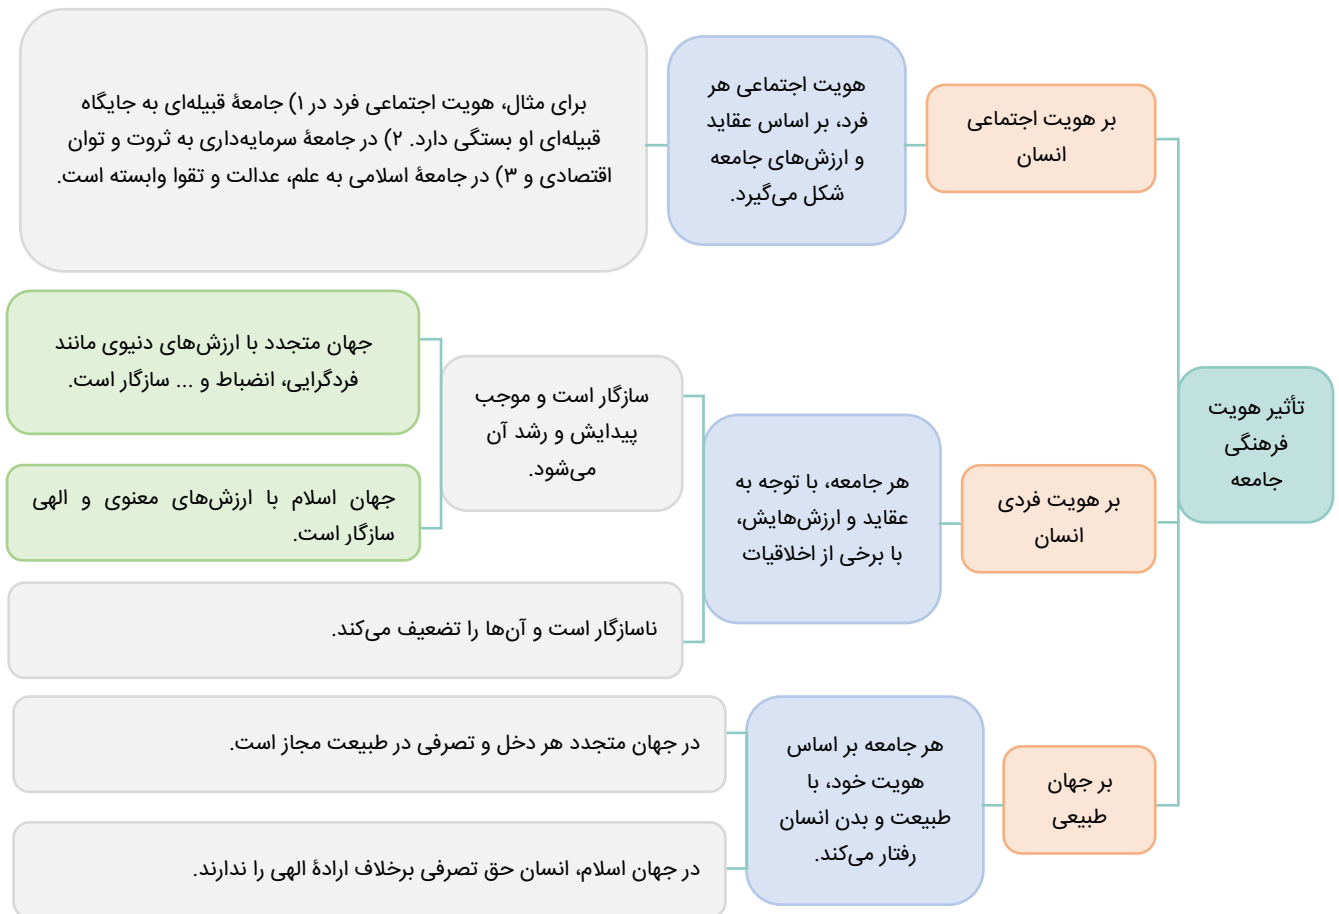 تأثیر هویت
فرهنگی
جامعه
بر هویت اجتماعی
انسان
هویت اجتماعی هر
فرد، بر اساس عقاید
و ارزش‌های جامعه
شکل می‌گیرد.
برای مثال، هویت اجتماعی فرد در ۱) جامعهٔ قبیله‌ای به جایگاه
قبیله‌ای او بستگی دارد. ۲) در جامعهٔ سرمایه‌داری به ثروت و توان
اقتصادی و ۳) در جامعهٔ اسلامی به علم، عدالت و تقوا وابسته است.
بر هویت فردی
انسان
هر جامعه، با توجه به
عقاید و ارزش‌هایش،
با برخی از اخلاقیات
سازگار است و موجب
پیدایش و رشد آن
می‌شود.
جهان متجدد با ارزش‌های دنیوی مانند
فردگرایی، انضباط و ... سازگار است.
جهان اسلام با ارزش‌های معنوی و الهی
سازگار است.
ناسازگار است و آن‌ها را تضعیف می‌کند.
بر جهان
طبیعی
هر جامعه بر اساس
هویت خود، با
طبیعت و بدن انسان
رفتار می‌کند.
در جهان متجدد هر دخل و تصرفی در طبیعت مجاز است.
در جهان اسلام، انسان حق تصرفی برخلاف ارادهٔ الهی را ندارند.